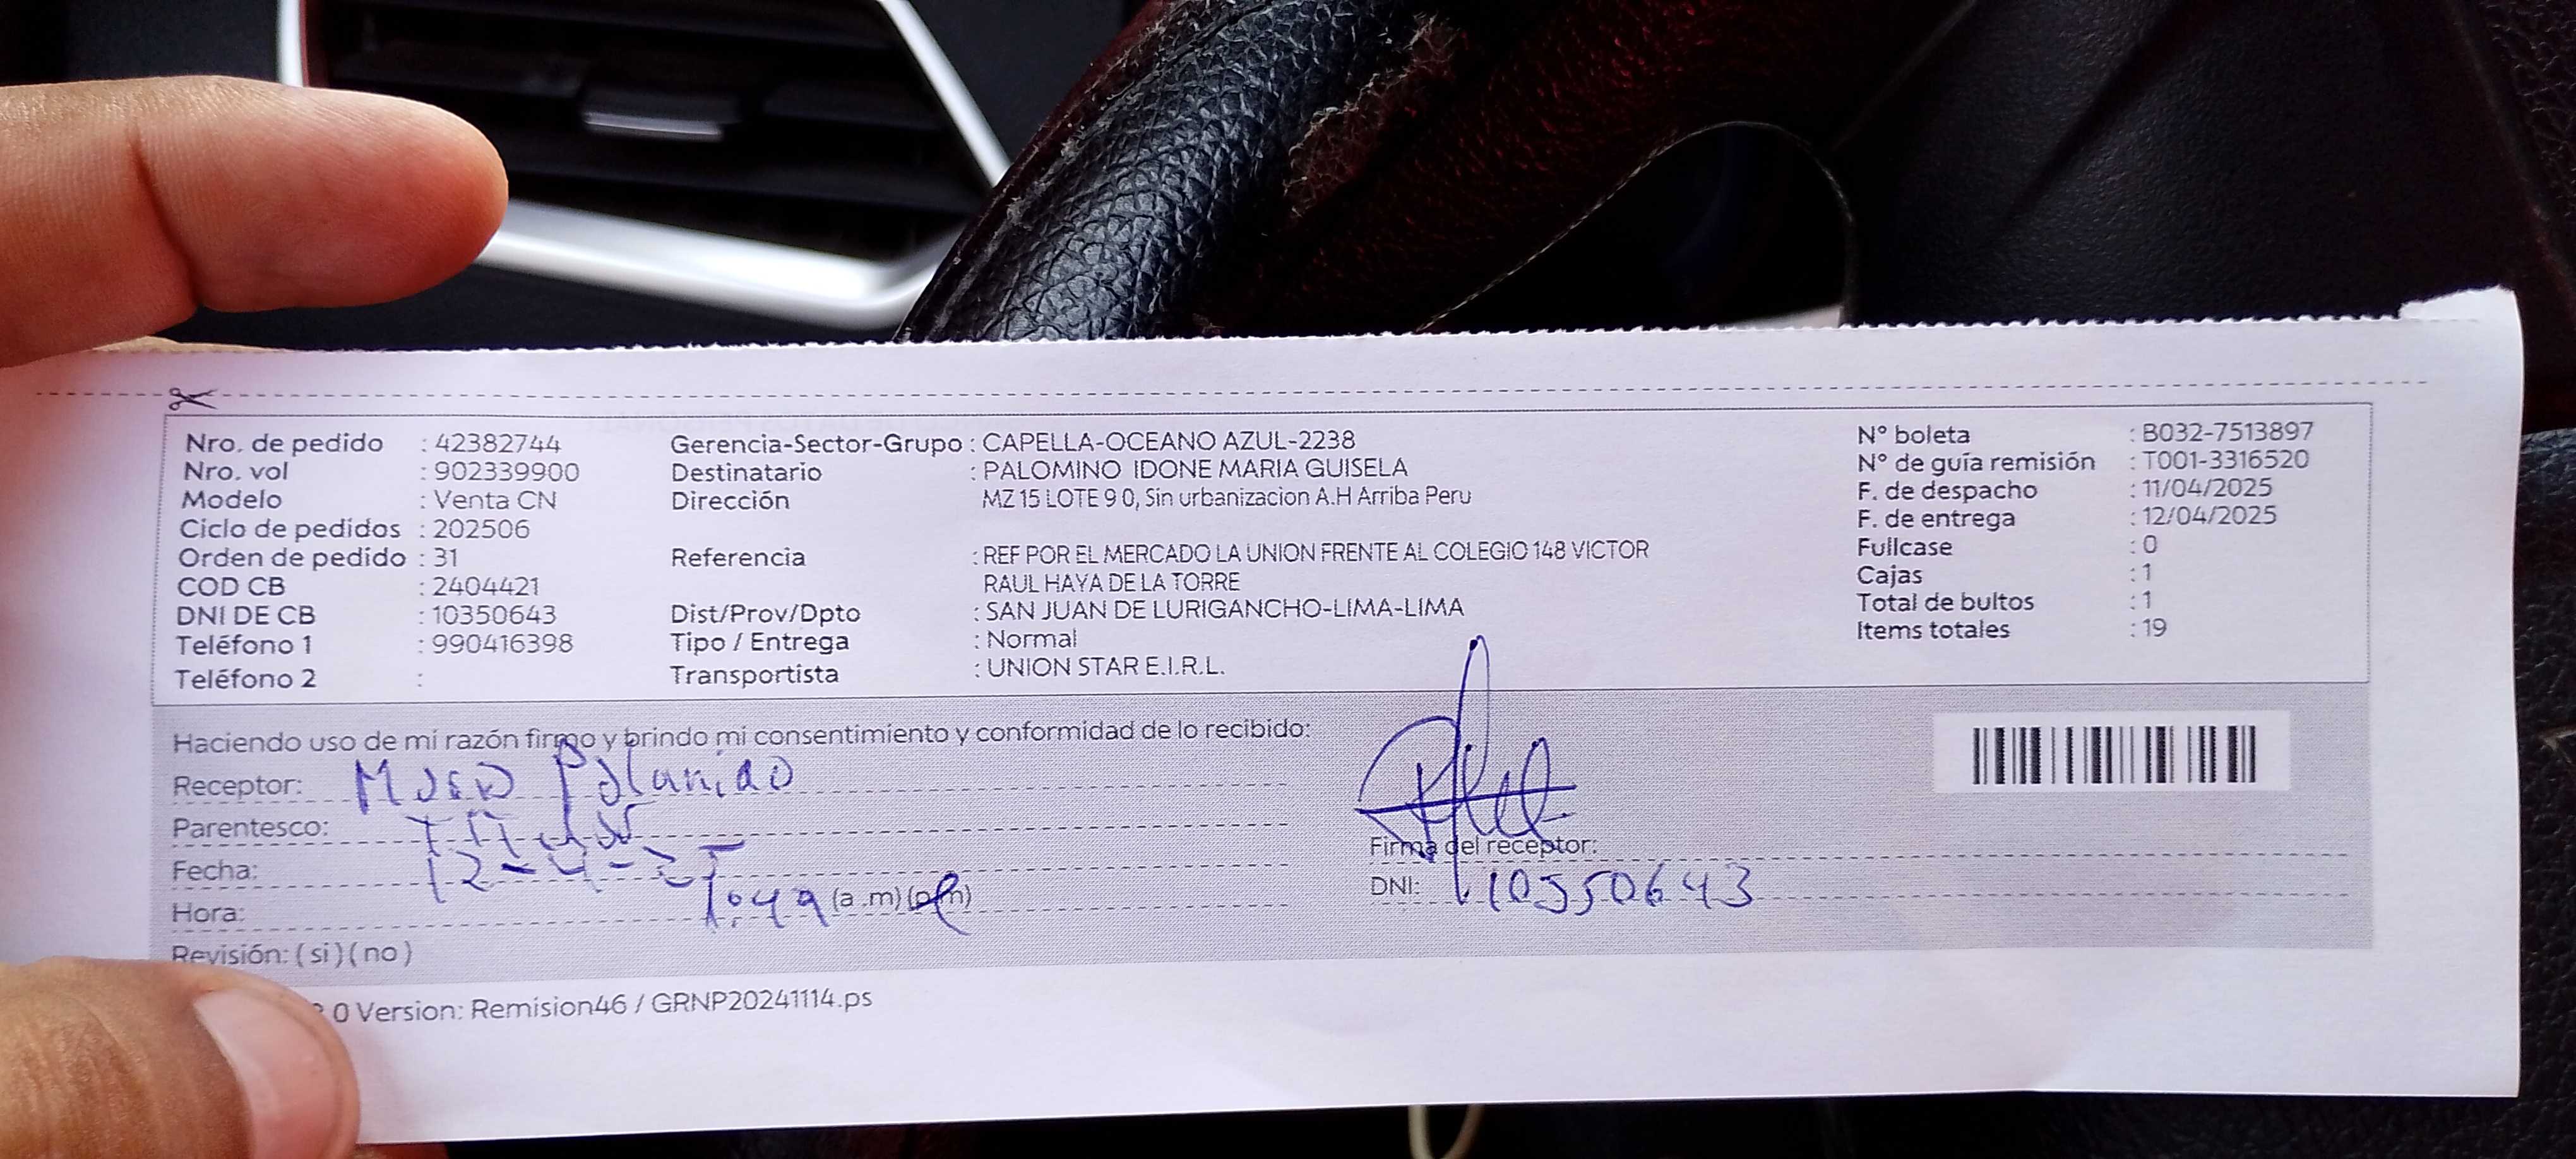 Nro. de pedido : 42382744
Nro. vol : 902339900
Modelo : Venta CN
Ciclo de pedidos : 202506
Orden de pedido : 31
COD CB : 2404421
DNI DE CB : 10350643
Teléfono 1 : 990416398
Teléfono 2 :
Gerencia-Sector-Grupo : CAPELLA-OCEANO AZUL-2238
Destinatario : PALOMINO IDONE MARIA GUISELA
Dirección MZ 15 LOTE 9 0, Sin urbanizacion A.H Arriba Peru
Referencia : REF POR EL MERCADO LA UNION FRENTE AL COLEGIO 148 VICTOR
RAUL HAYA DE LA TORRE
Dist/Prov/Dpto : SAN JUAN DE LURIGANCHO-LIMA-LIMA
Tipo / Entrega : Normal
Transportista : UNION STAR E.I.R.L.
N° boleta : B032-7513897
N° de guía remisión : T001-3316520
F. de despacho : 11/04/2025
F. de entrega : 12/04/2025
Fullcase : 0
Cajas : 1
Total de bultos : 1
Items totales : 19
Haciendo uso de mi razón firmo y brindo mi consentimiento y conformidad de lo recibido:
Receptor:
Parentesco:
Fecha: 12-4-25
Hora: (a.m)(p.m)
Revisión: (si)(no)
Firma del receptor:
DNI: 10350643
0 Version: Remision46 / GRNP20241114.ps